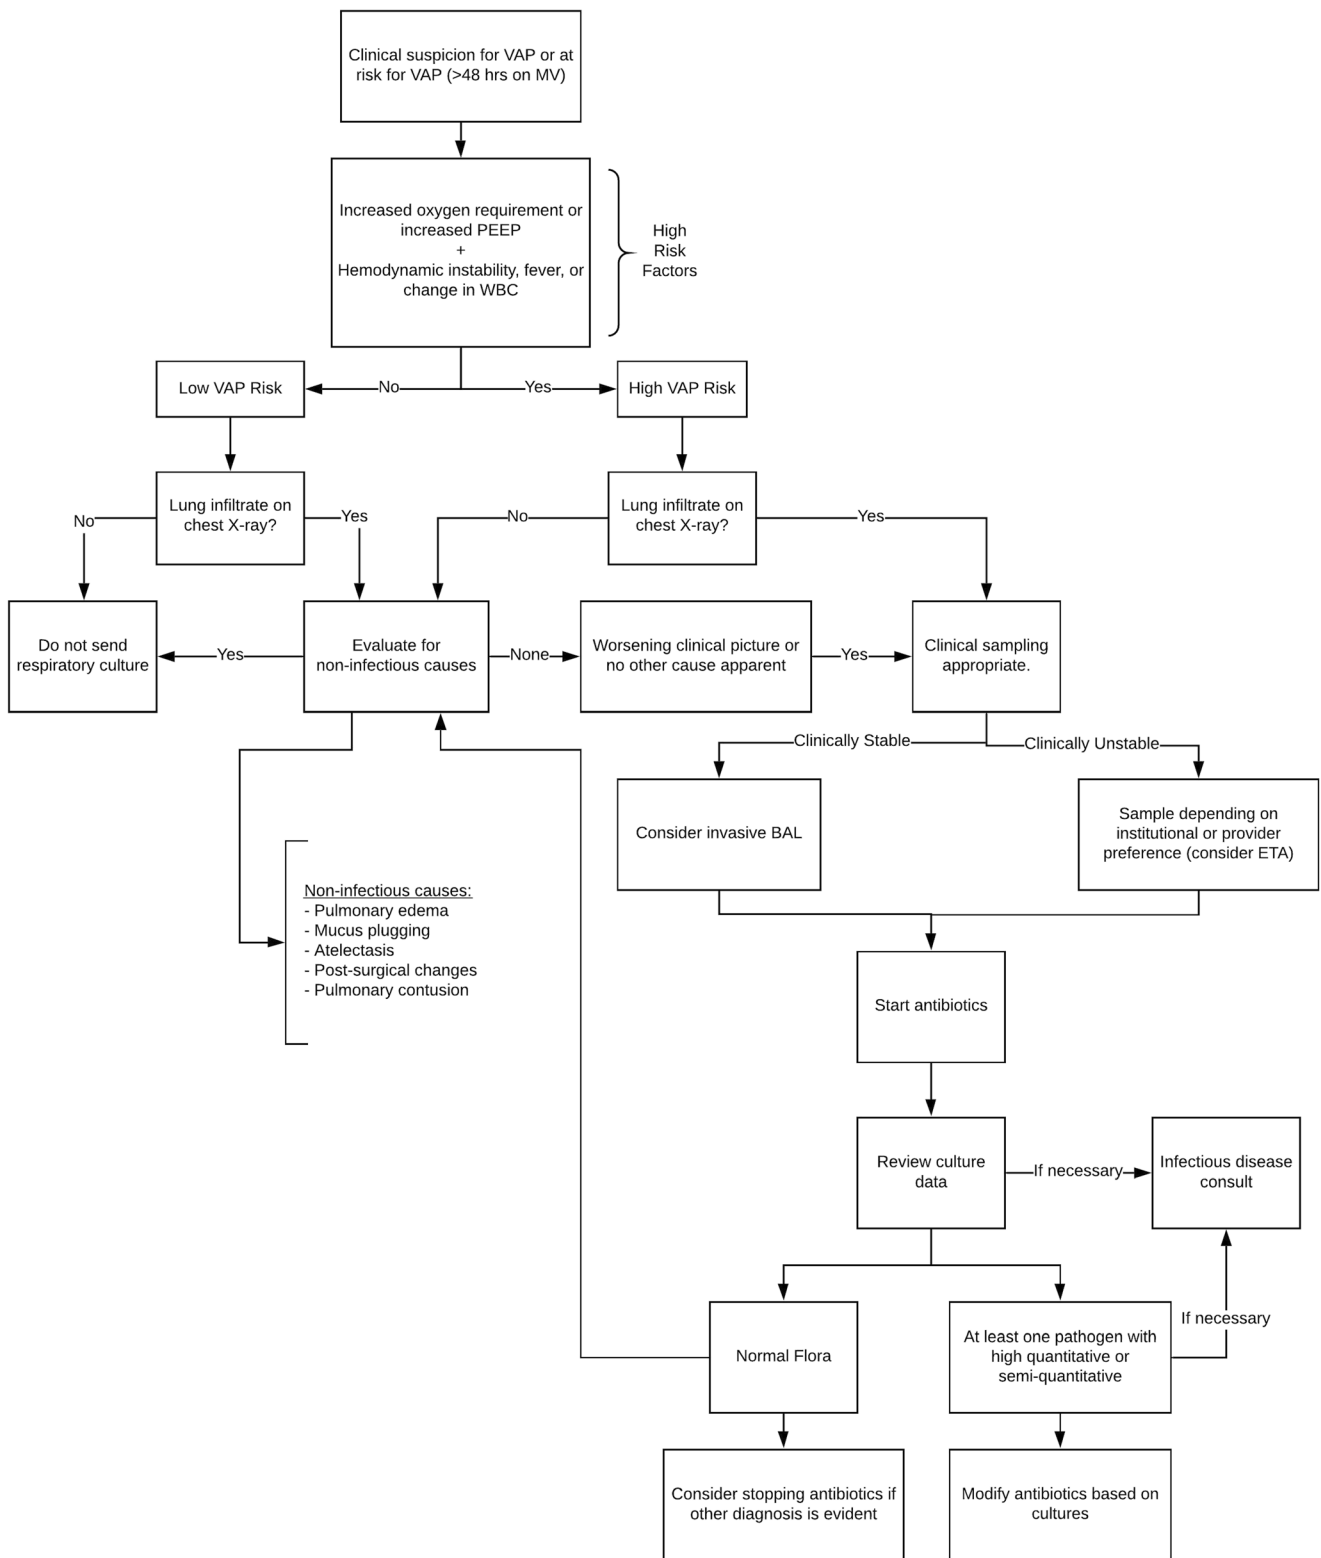 Clinical suspicion for VAP or at
risk for VAP (>48 hrs on MV)
Increased oxygen requirement or
increased PEEP
+
Hemodynamic instability, fever, or
change in WBC
High
Risk
Factors
Low VAP Risk
No
Yes
High VAP Risk
Lung infiltrate on
chest X-ray?
No
Yes
Lung infiltrate on
chest X-ray?
No
Yes
Do not send
respiratory culture
Yes
Evaluate for
non-infectious causes
None
Worsening clinical picture or
no other cause apparent
Yes
Clinical sampling
appropriate.
Clinically Stable
Clinically Unstable
Consider invasive BAL
Sample depending on
institutional or provider
preference (consider ETA)
Non-infectious causes:
- Pulmonary edema
- Mucus plugging
- Atelectasis
- Post-surgical changes
- Pulmonary contusion
Start antibiotics
Review culture
data
If necessary
Infectious disease
consult
Normal Flora
At least one pathogen with
high quantitative or
semi-quantitative
If necessary
Consider stopping antibiotics if
other diagnosis is evident
Modify antibiotics based on
cultures